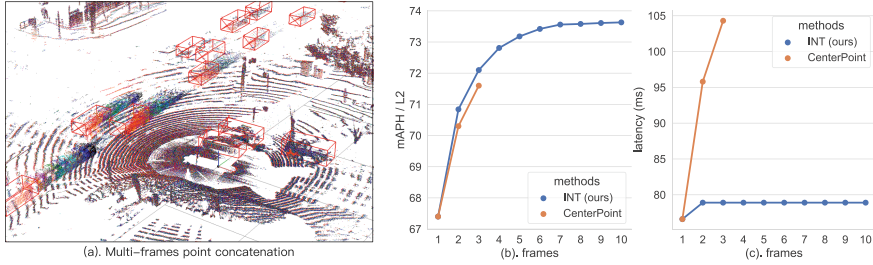 (a). Multi-frames point concatenation
74
73
72
71
70
69
68
67
mAPH / L2
methods
INT (ours)
CenterPoint
1 2 3 4 5 6 7 8 9 10
(b). frames
105
100
95
90
85
80
latency (ms)
methods
INT (ours)
CenterPoint
1 2 3 4 5 6 7 8 9 10
(c). frames